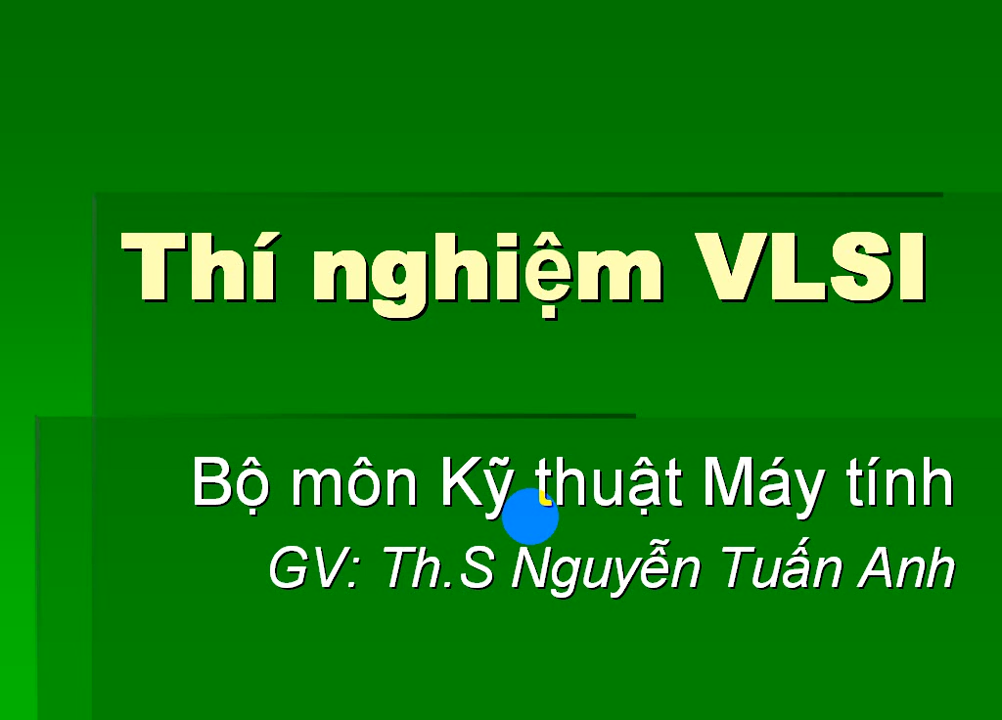 Thí nghiệm VLSI
Bộ môn Kỹ thuật Máy tính
GV: Th.S Nguyễn Tuấn Anh